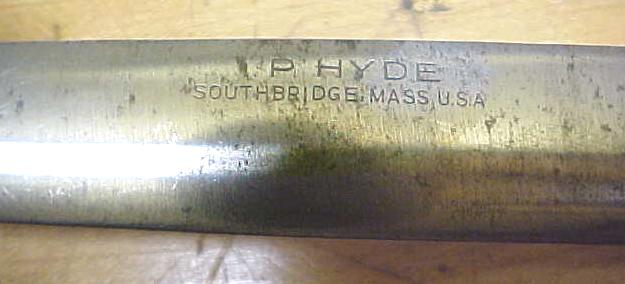 I P HYDE
SOUTHBRIDGE, MASS, U.S.A